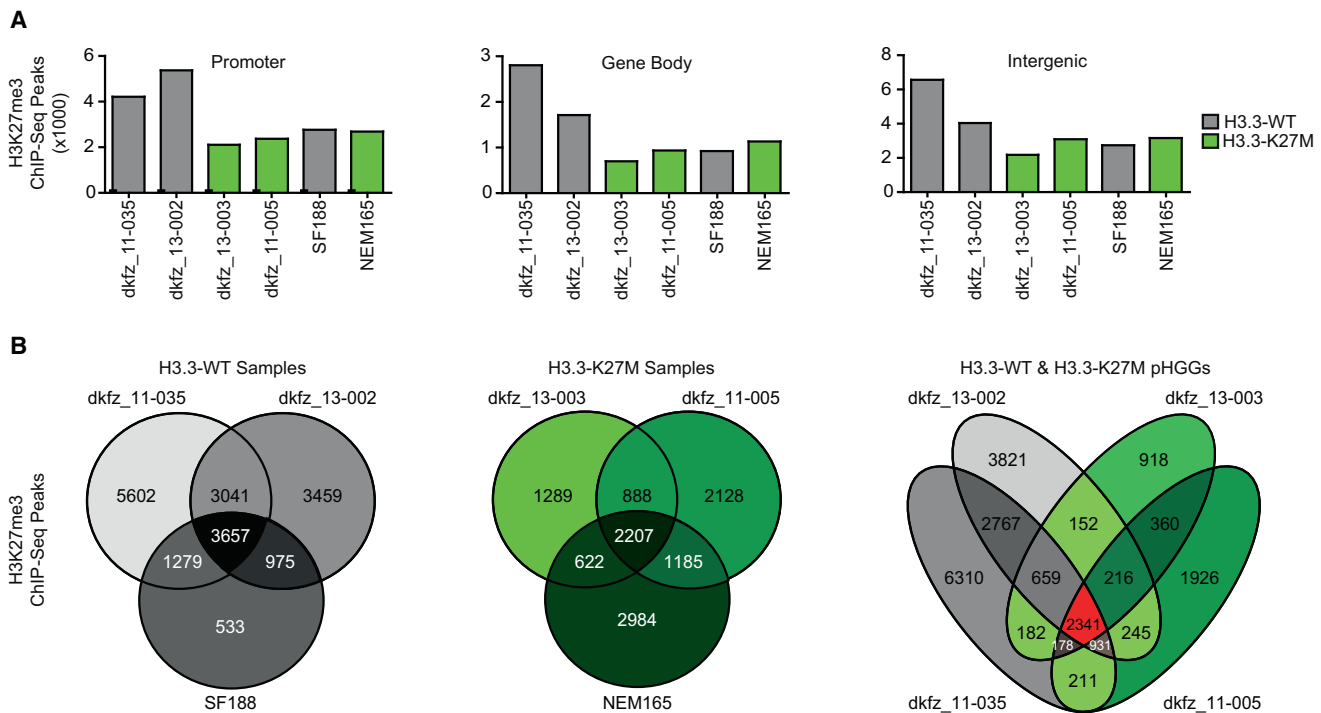 A
H3K27me3
ChIP-Seq Peaks
(x1000)
Promoter
6
4
2
0
dkfz_11-035
dkfz_13-002
dkfz_13-003
dkfz_11-005
SF188
NEM165
Gene Body
3
2
1
0
dkfz_11-035
dkfz_13-002
dkfz_13-003
dkfz_11-005
SF188
NEM165
Intergenic
8
6
4
2
0
dkfz_11-035
dkfz_13-002
dkfz_13-003
dkfz_11-005
SF188
NEM165
H3.3-WT
H3.3-K27M
B
H3K27me3
ChIP-Seq Peaks
H3.3-WT Samples
dkfz_11-035
dkfz_13-002
5602
3041
3459
3657
1279
975
533
SF188
H3.3-K27M Samples
dkfz_13-003
dkfz_11-005
1289
888
2128
2207
622
1185
2984
NEM165
H3.3-WT & H3.3-K27M pHGGs
dkfz_13-002
dkfz_13-003
3821
918
2767
152
360
6310
659
216
1926
182
2341
245
178
931
211
dkfz_11-035
dkfz_11-005